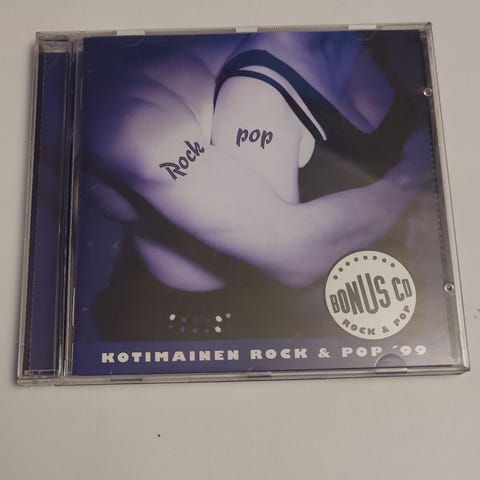 Rock
pop
BONUS CD
ROCK & POP
KOTIMAINEN ROCK & POP '99